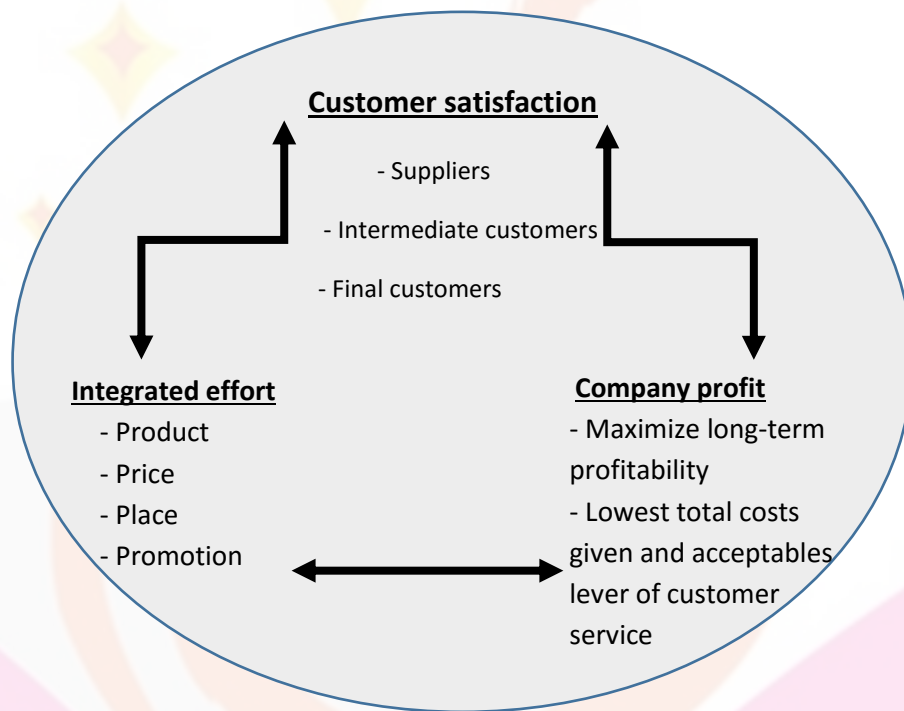 Customer satisfaction
- Suppliers
- Intermediate customers
- Final customers
Integrated effort
- Product
- Price
- Place
- Promotion
Company profit
- Maximize long-term
profitability
- Lowest total costs
given and acceptables
lever of customer
service